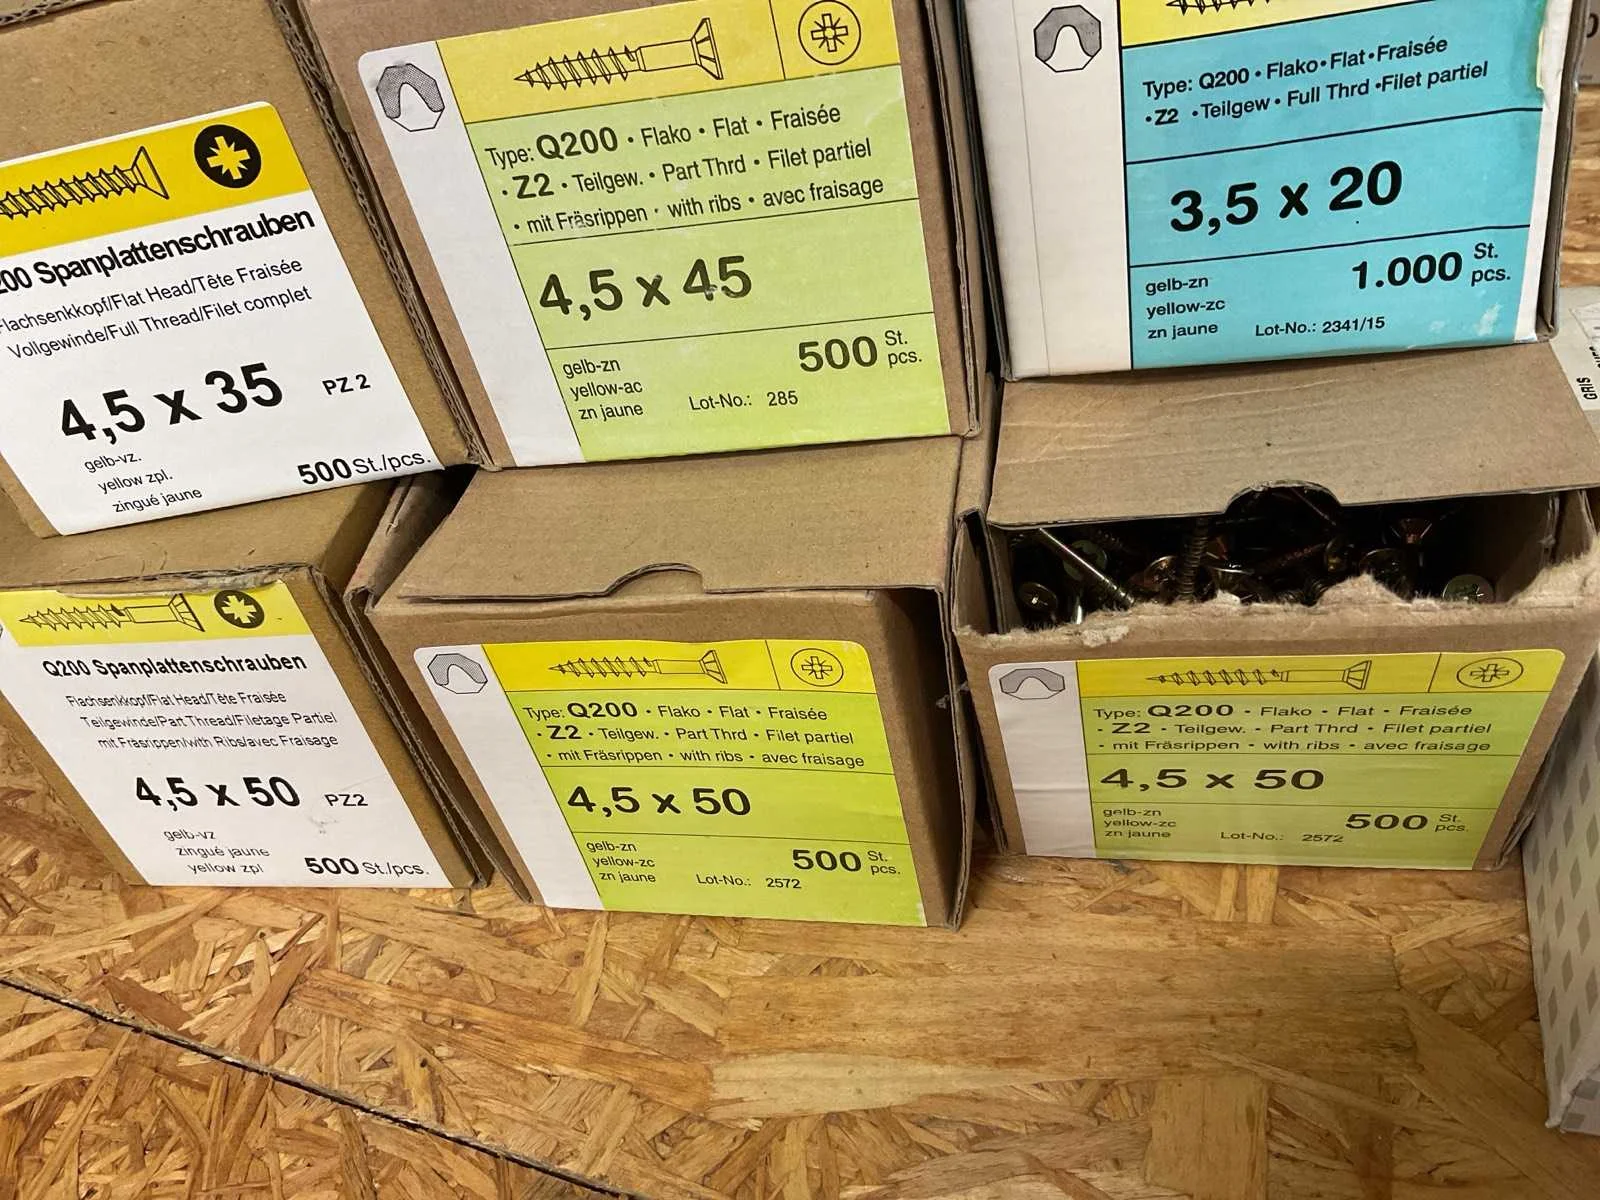 00 Spanplattenschrauben
Flachsenkkopf/Flat Head/Tête Fraisée
Vollgewinde/Full Thread/Filet complet
4,5 x 35 PZ 2
gelb-vz.
yellow zpl.
zingué jaune
500 St./pcs.
Type: Q200 • Flako • Flat • Fraisée
• Z2 • Teilgew. • Part Thrd • Filet partiel
• mit Fräsrippen • with ribs • avec fraisage
4,5 x 45
gelb-zn
yellow-ac
zn jaune
500 St.
pcs.
Lot-No.: 285
Type: Q200 • Flako • Flat • Fraisée
• Z2 • Teilgew • Full Thrd • Filet partiel
3,5 x 20
gelb-zn
yellow-zc
zn jaune
1.000 St.
pcs.
Lot-No.: 2341/15
GRIS
Q200 Spanplattenschrauben
Flachsenkkopf/Flat Head/Tête Fraisée
Teilgewinde/Part Thread/Filetage Partiel
mit Fräsrippen/with Ribs/avec Fraisage
4,5 x 50 PZ2
gelb-vz
zingué jaune
yellow zpl
500 St./pcs.
Type: Q200 • Flako • Flat • Fraisée
• Z2 • Teilgew. • Part Thrd • Filet partiel
• mit Fräsrippen • with ribs • avec fraisage
4,5 x 50
gelb-zn
yellow-zc
zn jaune
500 St.
pcs.
Lot-No.: 2572
Type: Q200 • Flako • Flat • Fraisée
• Z2 • Teilgew. • Part Thrd • Filet partiel
• mit Fräsrippen • with ribs • avec fraisage
4,5 x 50
gelb-zn
yellow-zc
zn jaune
500 St.
pcs.
Lot-No.: 2572